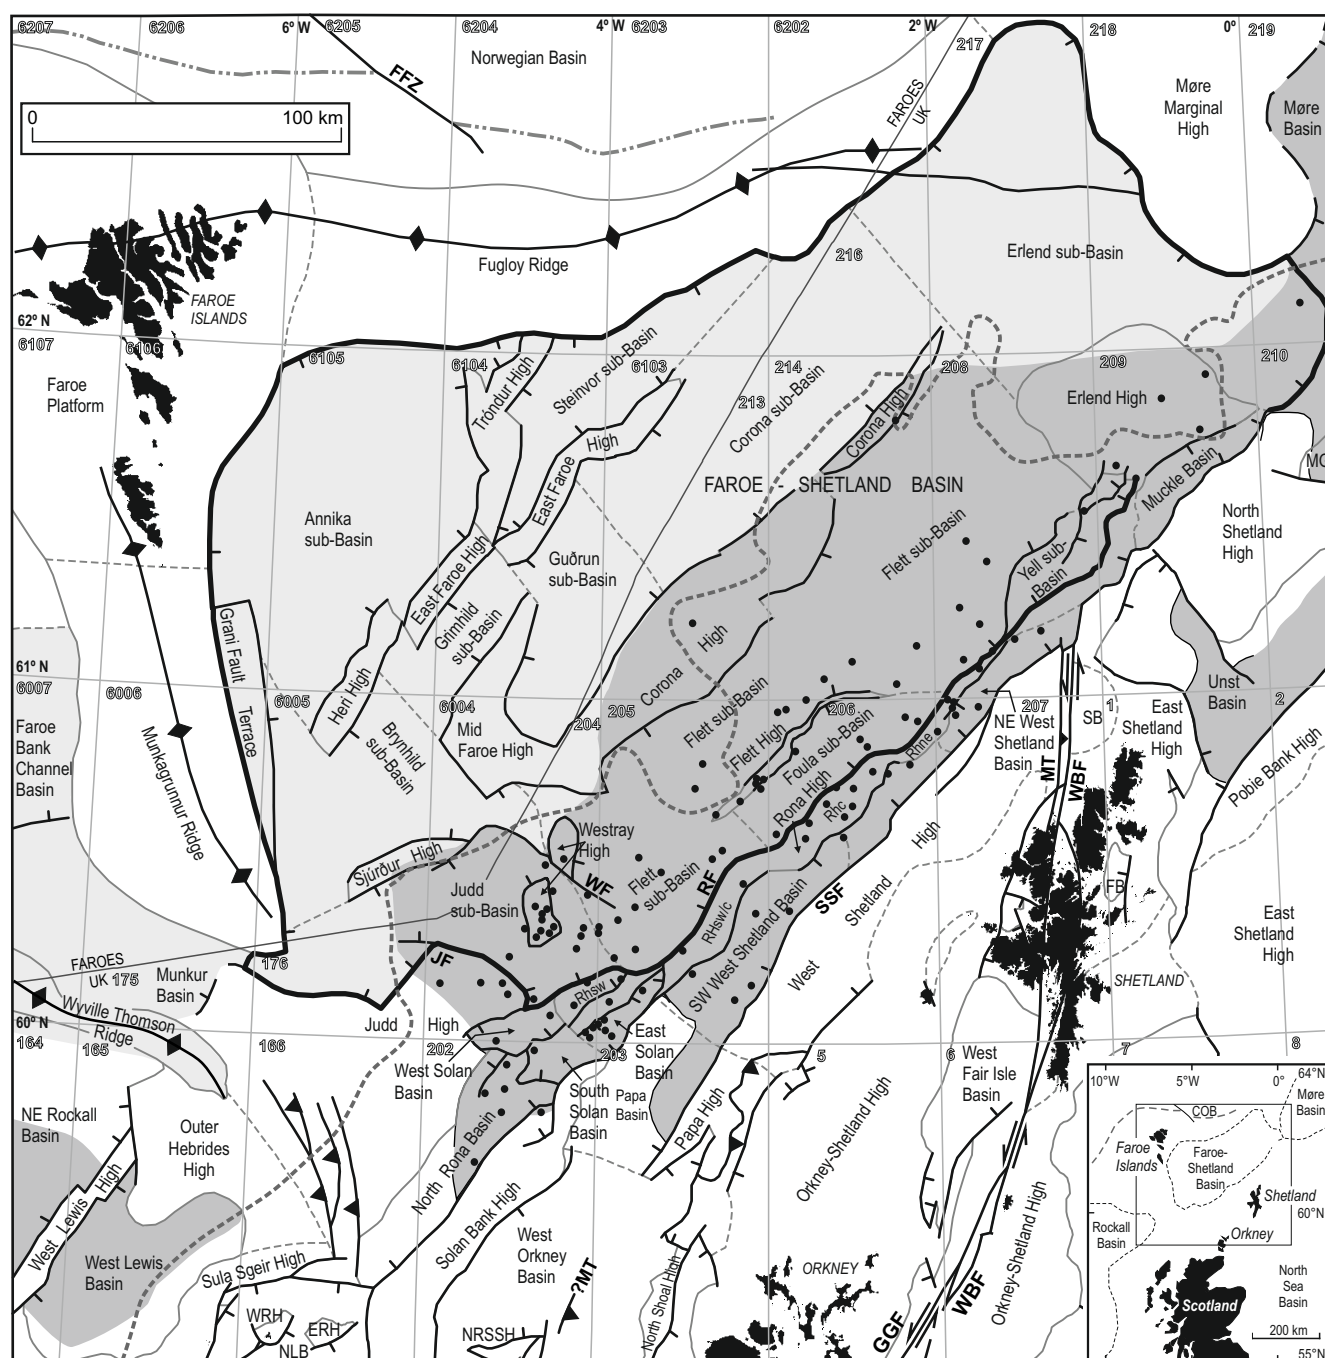 6207
6206
6º W
6205
6204
4º W
6203
6202
2º W
217
218
0º
219
Norwegian Basin
FFZ
FAROES
UK
Møre
Marginal
High
Møre
Basin
0
100 km
Fugloy Ridge
216
Erlend sub-Basin
FAROE
ISLANDS
62º N
6107
6106
6105
6104
6103
214
208
209
210
Faroe
Platform
Tróndur High
Steinvor sub-Basin
213
Corona sub-Basin
Corona High
Erlend High
East Faroe
High
FAROE - SHETLAND BASIN
Muckle Basin
MC
North
Shetland
High
Annika
sub-Basin
Guðrun
sub-Basin
Flett sub-Basin
Yell sub-
Basin
East Faroe High
Grimhild
sub-Basin
Grani Fault
Terrace
61º N
6007
6006
6005
6004
204
205
206
207
1
2
Heri High
Brynhild
sub-Basin
Mid
Faroe High
Corona
High
Flett sub-Basin
Flett High
Foula sub-Basin
Rona High
Rhne
Rhc
NE West
Shetland
Basin
SB
MT
WBF
East
Shetland
High
Unst
Basin
Pobie Bank High
Faroe
Bank
Channel
Basin
Munkagrunnur Ridge
Sjúrður High
Westray
High
Judd
sub-Basin
WF
Flett
sub-Basin
RF
RHsw/c
SW West Shetland Basin
SSF
West
Shetland
High
FB
East
Shetland
High
SHETLAND
FAROES
UK
175
176
Munkur
Basin
JF
Rhsw
Wyville Thomson
Ridge
60º N
164
165
166
Judd
High
202
203
5
6
7
8
West Solan
Basin
East
Solan
Basin
South
Solan
Basin
Papa
Basin
Papa High
West
Fair Isle
Basin
NE Rockall
Basin
Outer
Hebrides
High
North Rona Basin
Solan Bank High
Orkney-Shetland High
West Lewis High
West Lewis
Basin
Sula Sgeir High
WRH
ERH
NLB
West
Orkney
Basin
?MT
NRSSH
North Shoal High
ORKNEY
GGF
WBF
Orkney-Shetland High
10°W
5°W
0°
64°N
COB
Møre
Basin
Faroe
Islands
Faroe-
Shetland
Basin
Shetland
60°N
Rockall
Basin
Orkney
North
Sea
Basin
Scotland
200 km
55°N